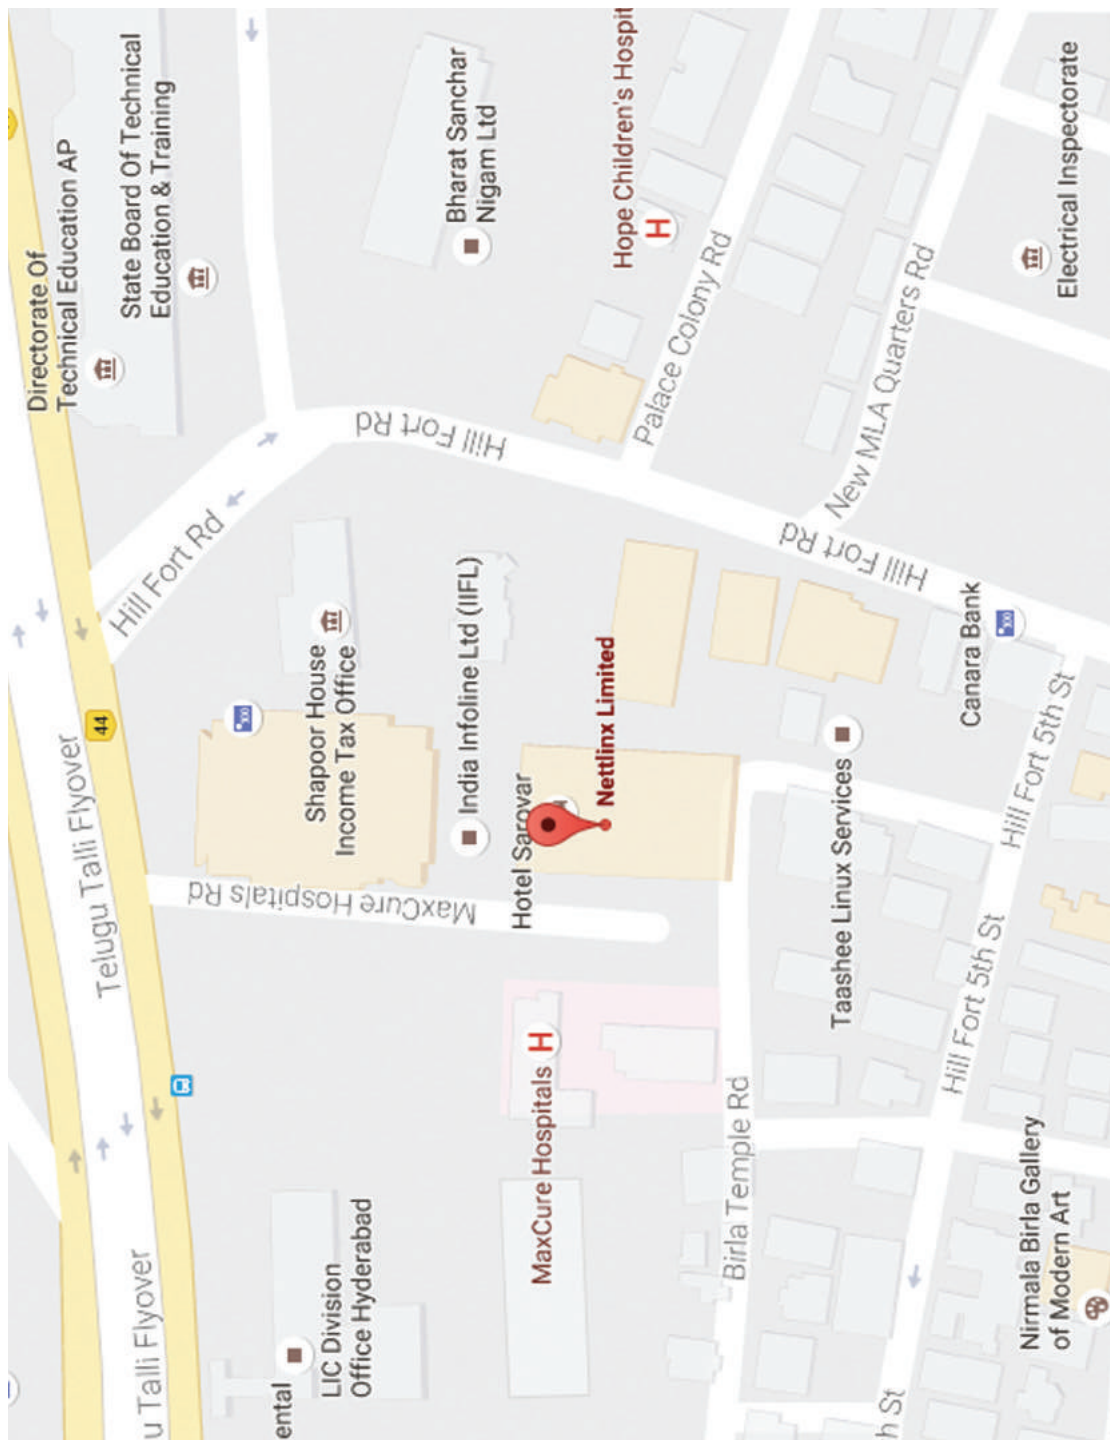 Directorate Of
Technical Education AP
Telugu Talli Flyover
44
u Talli Flyover
State Board Of Technical
Education & Training
Hill Fort Rd
MaxCure Hospitals Rd
ental
LIC Division
Office Hyderabad
Shapoor House
Income Tax Office
Hill Fort Rd
Bharat Sanchar
Nigam Ltd
India Infoline Ltd (IIFL)
Hotel Sarovar
H
MaxCure Hospitals
Nettlinx Limited
Hope Children's Hospit
H
Palace Colony Rd
Birla Temple Rd
Hill Fort Rd
Taashee Linux Services
New MLA Quarters Rd
h St
Hill Fort 5th St
Canara Bank
Hill Fort 5th St
Nirmala Birla Gallery
of Modern Art
Electrical Inspectorate